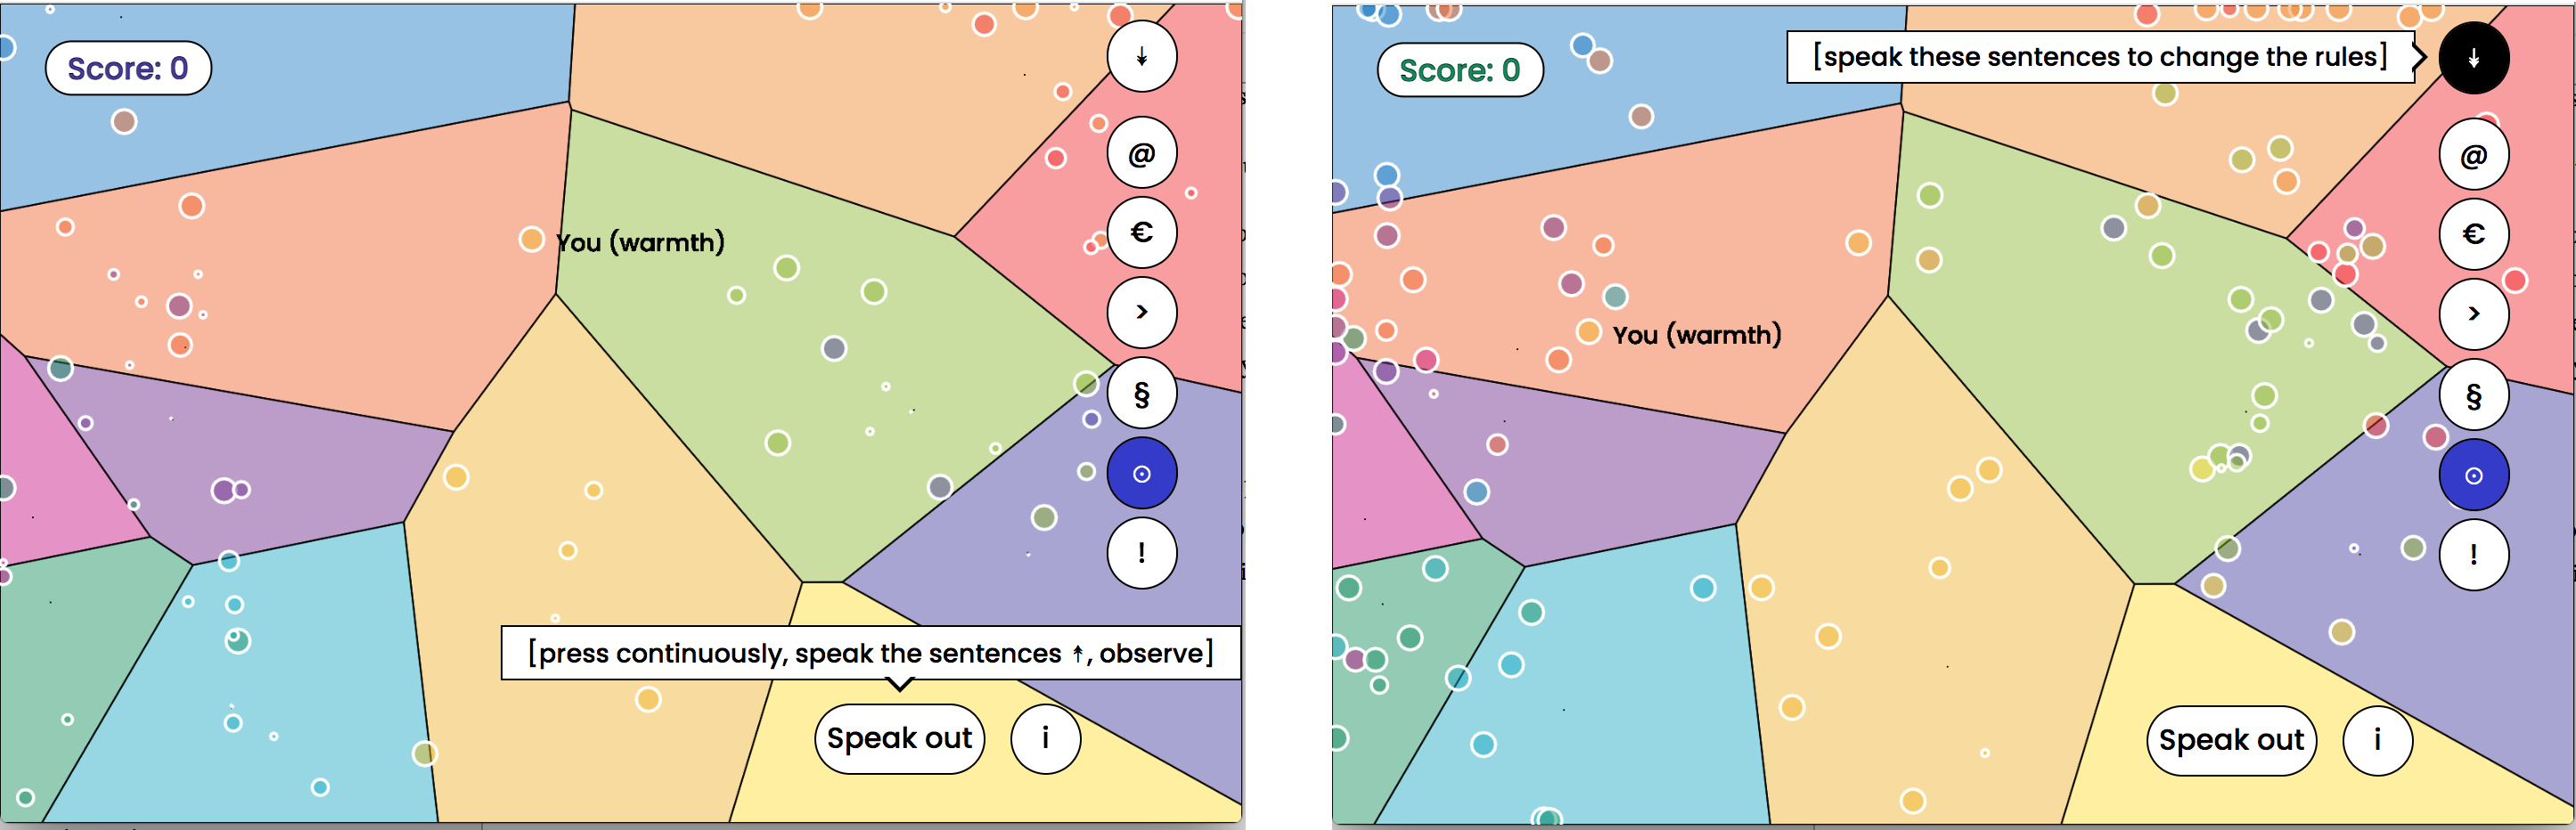 Score: 0
↡
@
€
>
§
⊙
!
You (warmth)
[press continuously, speak the sentences ↟, observe]
Speak out
i
Score: 0
[speak these sentences to change the rules]
↡
@
€
>
§
⊙
!
You (warmth)
Speak out
i